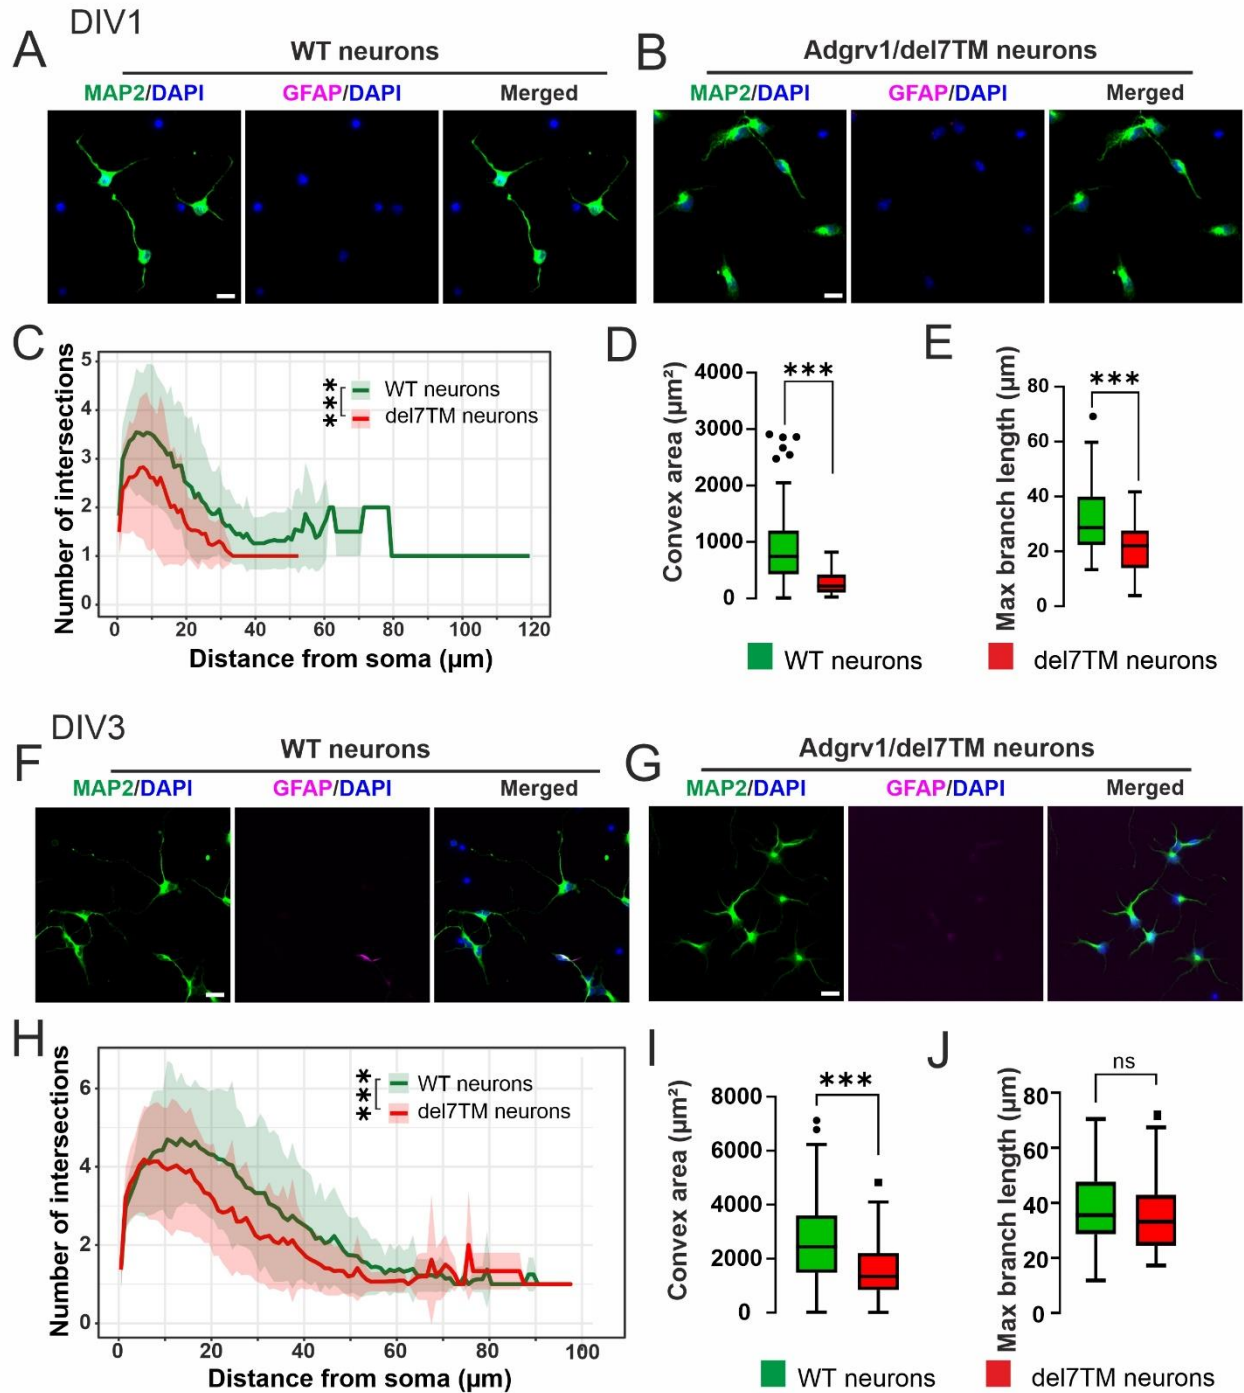 DIV1
A
WT neurons
MAP2/DAPI GFAP/DAPI Merged
B
Adgrv1/del7TM neurons
MAP2/DAPI GFAP/DAPI Merged
C
Number of intersections
5
4
3
2
1
0
0 20 40 60 80 100 120
Distance from soma (μm)
***
WT neurons
del7TM neurons
D
Convex area (μm²)
4000
3000
2000
1000
0
***
E
Max branch length (μm)
80
60
40
20
0
***
WT neurons del7TM neurons
DIV3
F
WT neurons
MAP2/DAPI GFAP/DAPI Merged
G
Adgrv1/del7TM neurons
MAP2/DAPI GFAP/DAPI Merged
H
Number of intersections
6
4
2
0
0 20 40 60 80 100
Distance from soma (μm)
***
WT neurons
del7TM neurons
I
Convex area (μm²)
8000
6000
4000
2000
0
***
J
Max branch length (μm)
80
60
40
20
0
ns
WT neurons del7TM neurons